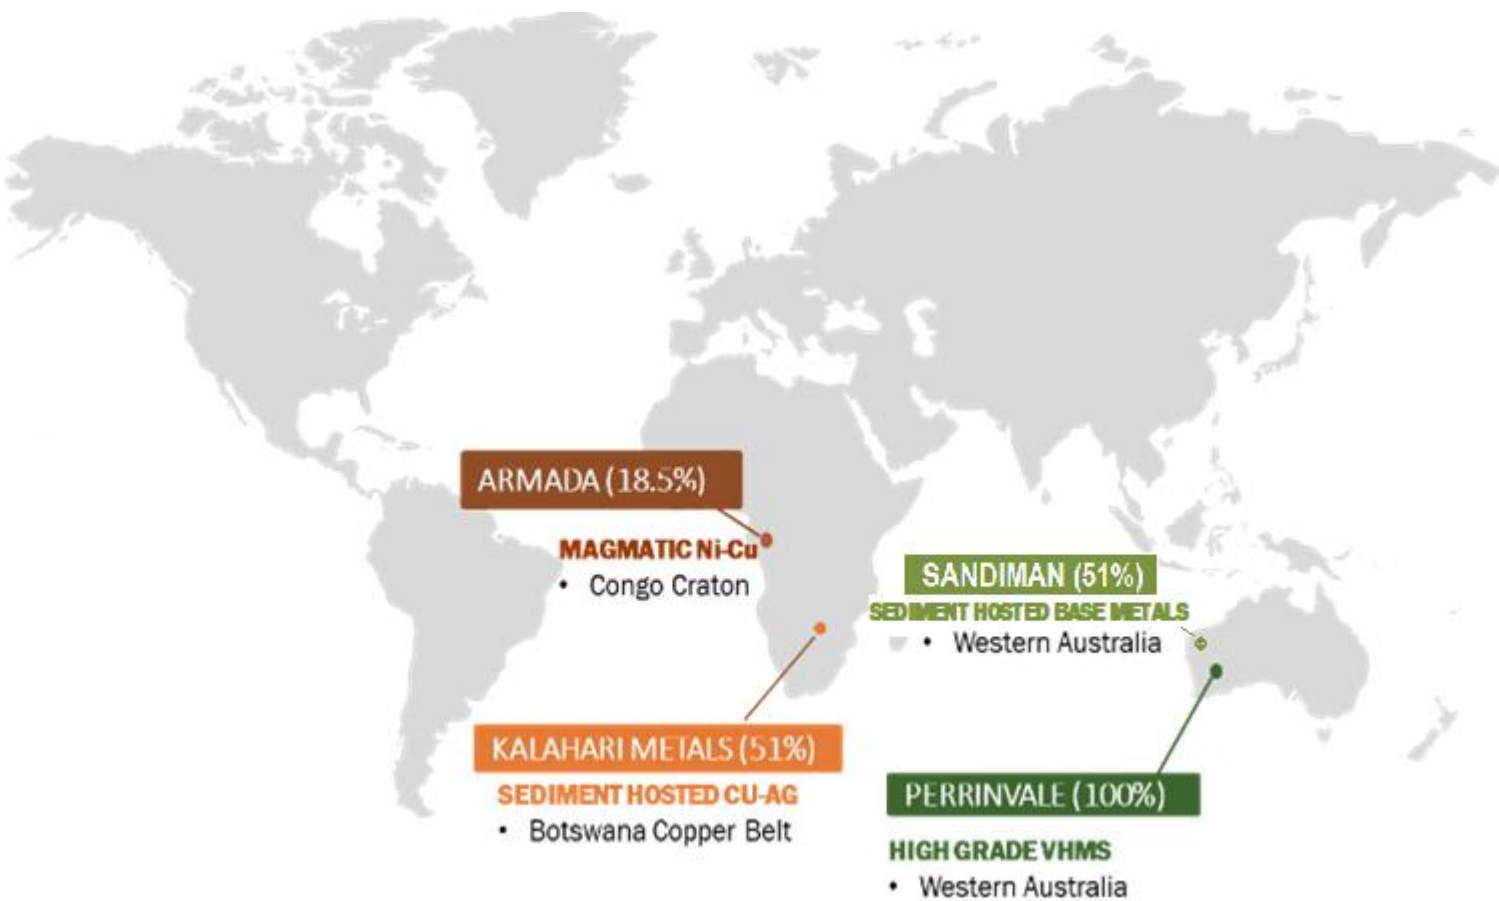 ARMADA (18.5%)
MAGMATIC Ni-Cu
• Congo Craton
SANDIMAN (51%)
SEDIMENT HOSTED BASE METALS
• Western Australia
KALAHARI METALS (51%)
SEDIMENT HOSTED CU-AG
• Botswana Copper Belt
PERRINVALE (100%)
HIGH GRADE VHMS
• Western Australia